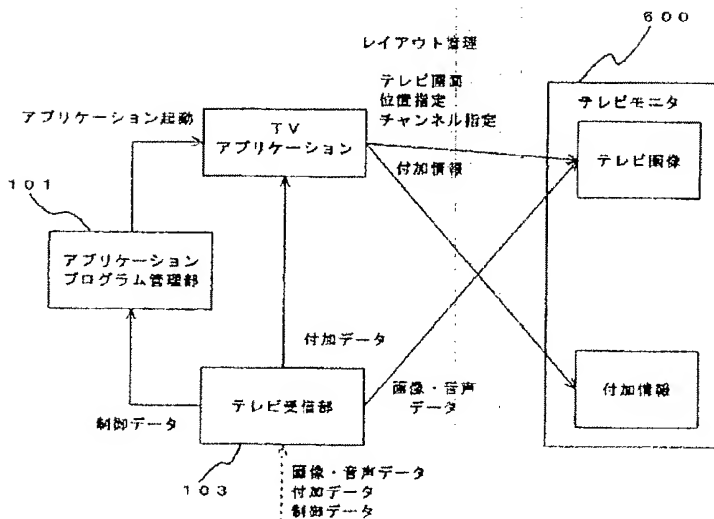 600
レイアウト管理
テレビ画面
位置指定
チャンネル指定
テレビモニタ
アプリケーション起動
TV
アプリケーション
付加情報
テレビ画像
101
アプリケーション
プログラム管理部
付加データ
テレビ受信部
画像・音声
データ
付加情報
制御データ
103
画像・音声データ
付加データ
制御データ